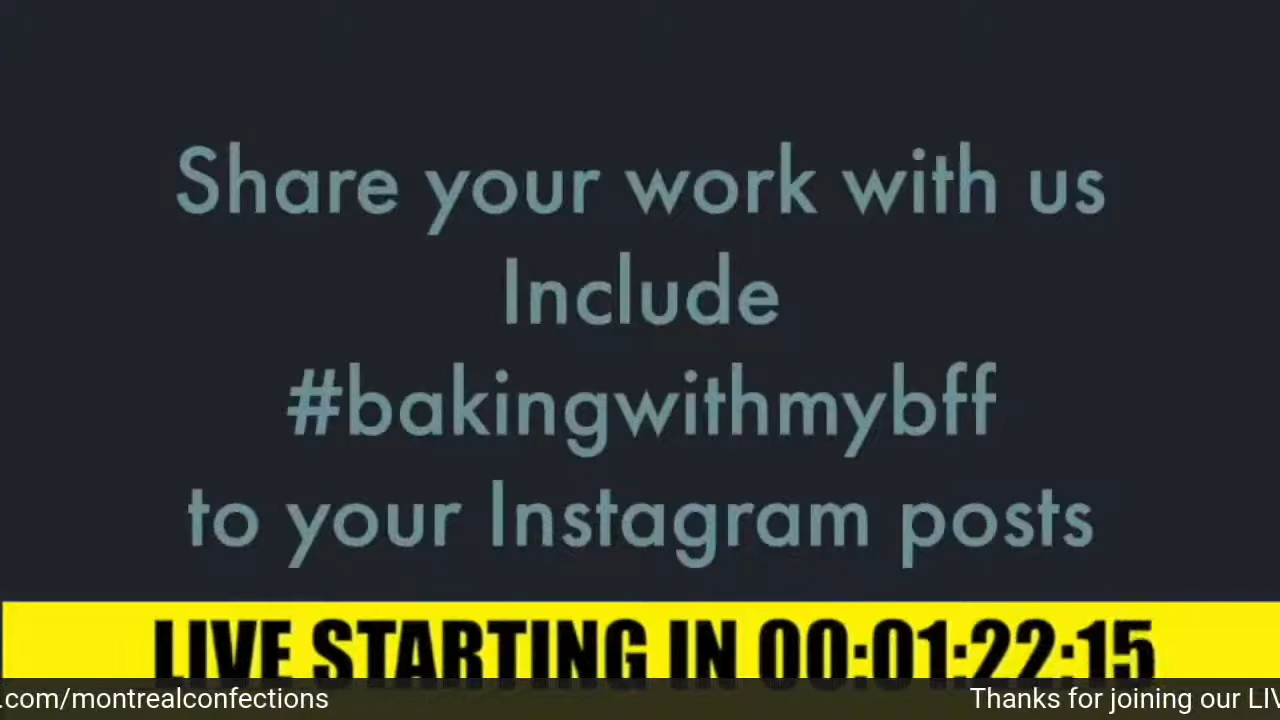 Share your work with us
Include
#bakingwithmybff
to your Instagram posts
LIVE STARTING IN 00:01:22:15
.com/montrealconfections Thanks for joining our LIV